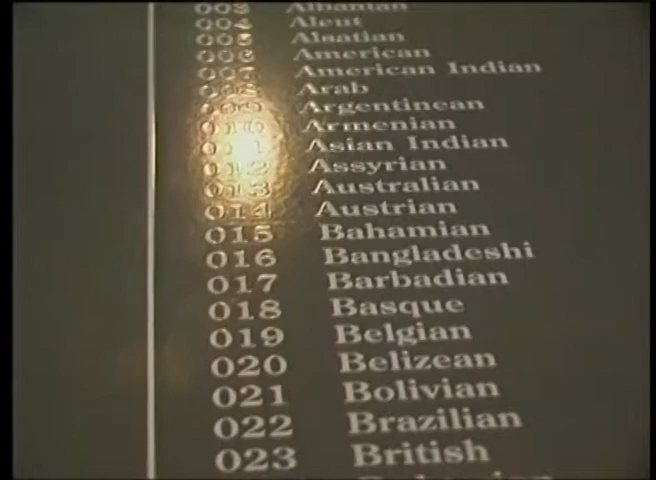 003 Albanian
004 Aleut
005 Alsatian
006 American
007 American Indian
008 Arab
009 Argentinean
010 Armenian
011 Asian Indian
012 Assyrian
013 Australian
014 Austrian
015 Bahamian
016 Bangladeshi
017 Barbadian
018 Basque
019 Belgian
020 Belizean
021 Bolivian
022 Brazilian
023 British